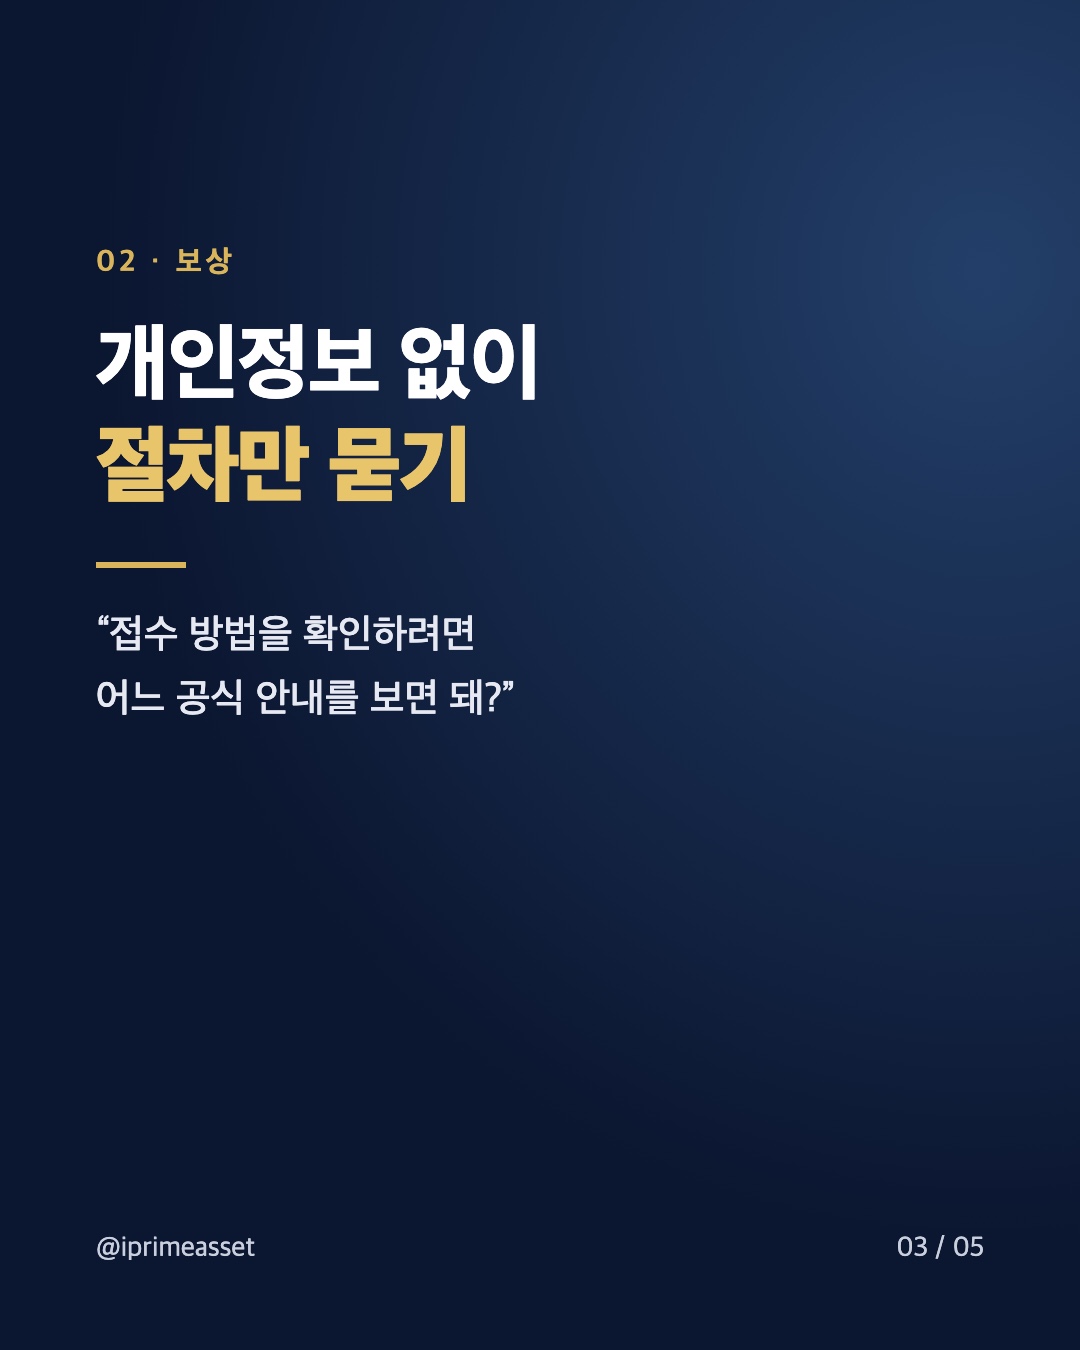 02 · 보상
개인정보 없이
절차만 묻기
“접수 방법을 확인하려면
어느 공식 안내를 보면 돼?”
@iprimeasset
03 / 05